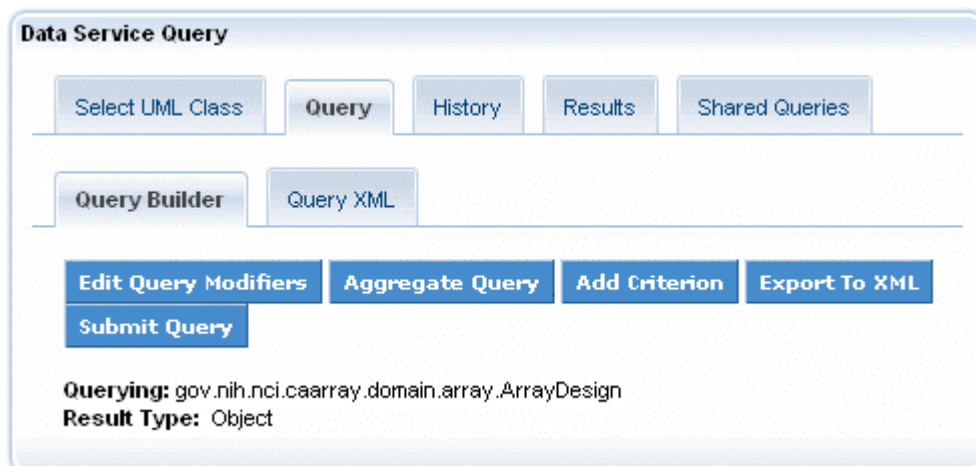 Data Service Query
Select UML Class Query History Results Shared Queries
Query Builder Query XML
Edit Query Modifiers Aggregate Query Add Criterion Export To XML
Submit Query
Querying: gov.nih.nci.caarray.domain.array.ArrayDesign
Result Type: Object